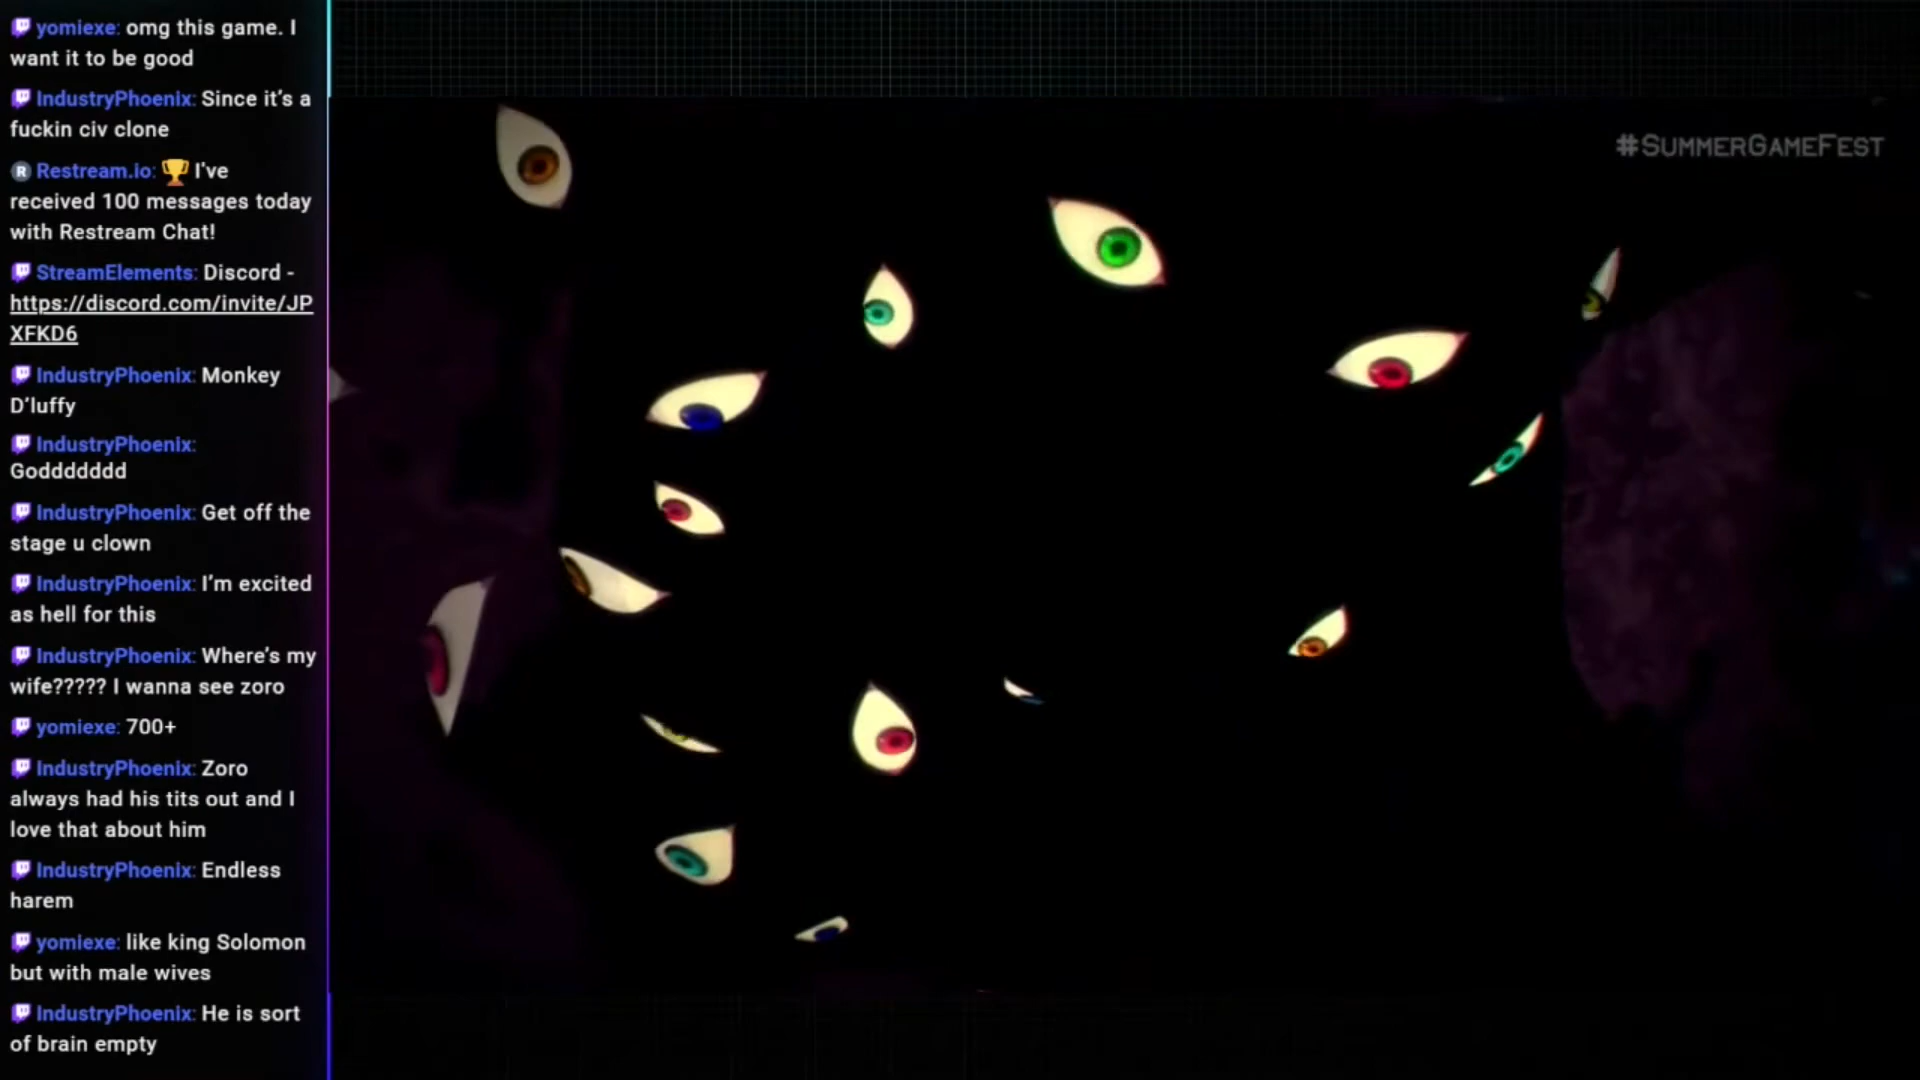 yomiexe: omg this game. I
want it to be good
IndustryPhoenix: Since it's a
fuckin civ clone
Restream.io: 🏆 I've
received 100 messages today
with Restream Chat!
StreamElements: Discord -
https://discord.com/invite/JP
XFKD6
IndustryPhoenix: Monkey
D'luffy
IndustryPhoenix:
Godddddddd
IndustryPhoenix: Get off the
stage u clown
IndustryPhoenix: I'm excited
as hell for this
IndustryPhoenix: Where's my
wife????? I wanna see zoro
yomiexe: 700+
IndustryPhoenix: Zoro
always had his tits out and I
love that about him
IndustryPhoenix: Endless
harem
yomiexe: like king Solomon
but with male wives
IndustryPhoenix: He is sort
of brain empty
#SUMMERGAMEFEST